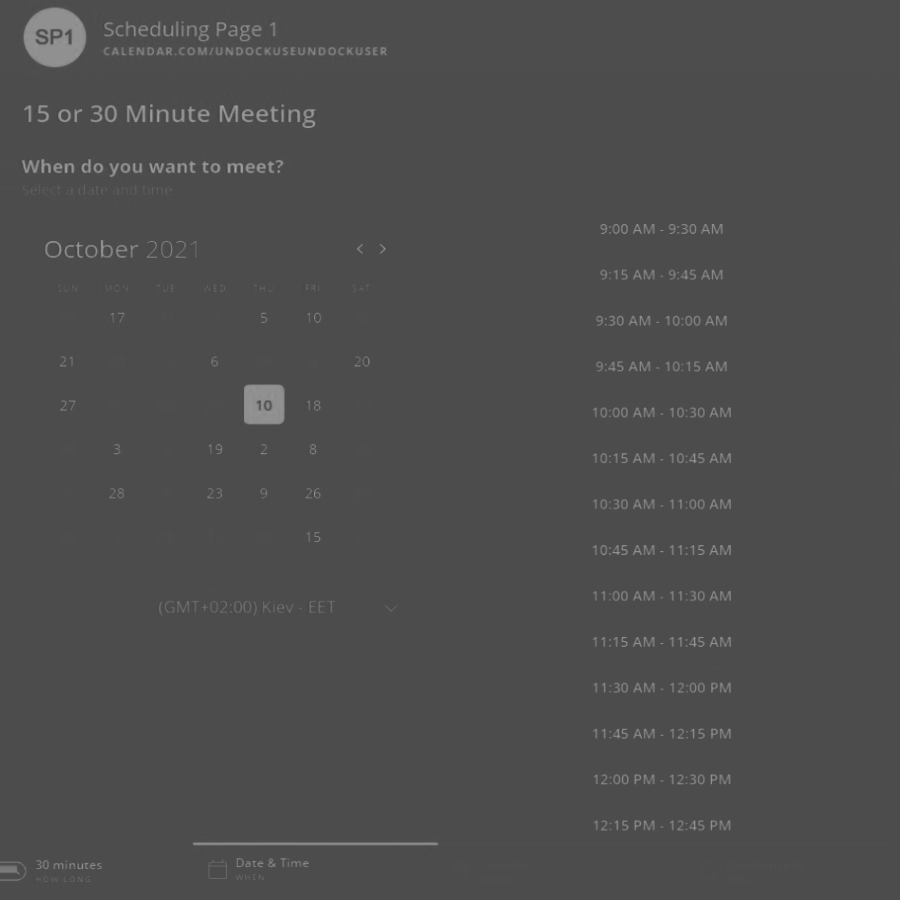 SP1
Scheduling Page 1
CALENDAR.COM/UNDOCKUSEUNDOCKUSER
15 or 30 Minute Meeting
When do you want to meet?
Select a date and time
October 2021
< >
SUN MON TUE WED THU FRI SAT
17 5 10
21 6 20
27 10 18
3 19 2 8
28 23 9 26
15
(GMT+02:00) Kiev - EET
9:00 AM - 9:30 AM
9:15 AM - 9:45 AM
9:30 AM - 10:00 AM
9:45 AM - 10:15 AM
10:00 AM - 10:30 AM
10:15 AM - 10:45 AM
10:30 AM - 11:00 AM
10:45 AM - 11:15 AM
11:00 AM - 11:30 AM
11:15 AM - 11:45 AM
11:30 AM - 12:00 PM
11:45 AM - 12:15 PM
12:00 PM - 12:30 PM
12:15 PM - 12:45 PM
30 minutes
HOW LONG
Date & Time
WHEN